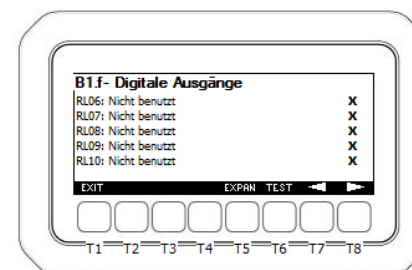 B1.f- Digitale Ausgänge
RL06: Nicht benutzt X
RL07: Nicht benutzt X
RL08: Nicht benutzt X
RL09: Nicht benutzt X
RL10: Nicht benutzt X
EXIT EXPAN TEST
T1 T2 T3 T4 T5 T6 T7 T8